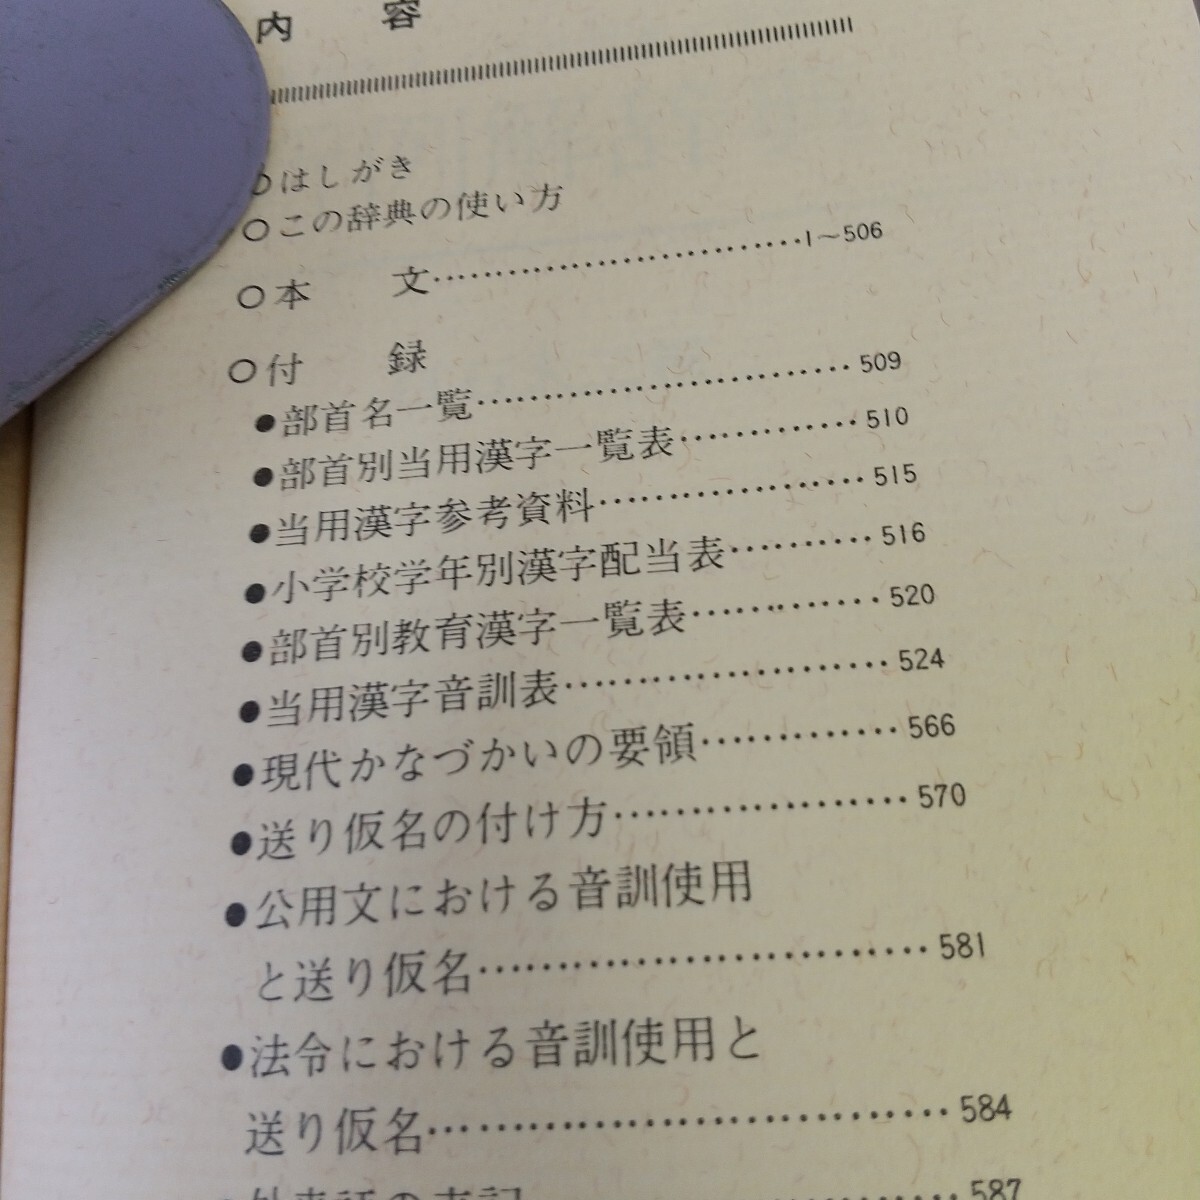 内 容
○はしがき
○この辞典の使い方
○本 文……………………………1～506
○付 録
●部首名一覧……………………………509
●部首別当用漢字一覧表……………510
●当用漢字参考資料…………………515
●小学校学年別漢字配当表…………516
●部首別教育漢字一覧表……………520
●当用漢字音訓表……………………524
●現代かなづかいの要領……………566
●送り仮名の付け方…………………570
●公用文における音訓使用
と送り仮名……………………………581
●法令における音訓使用と
送り仮名………………………………584
外来語の表記…………………………587